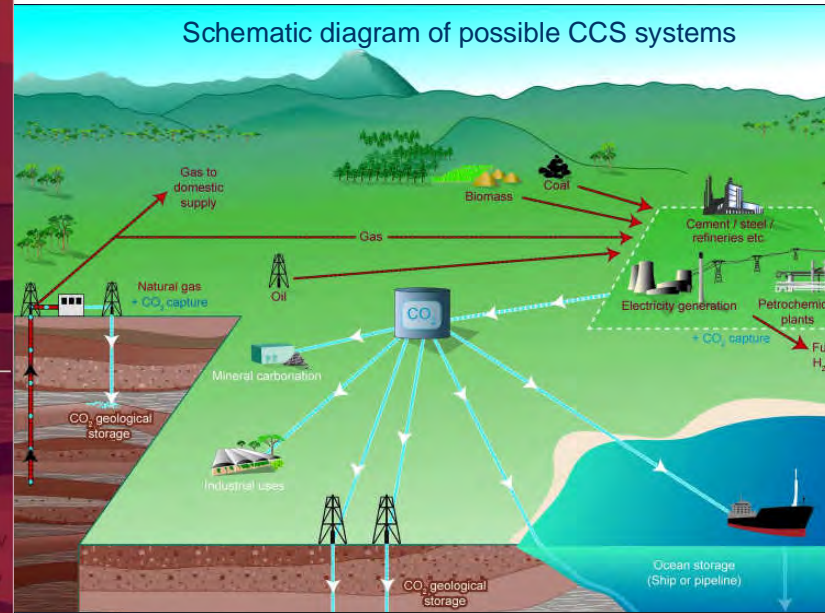 Schematic diagram of possible CCS systems
Gas to
domestic
supply
Coal
Biomass
Cement / steel /
refineries etc
Gas
Natural gas
+ CO₂ capture
Oil
Electricity generation
Petrochemic
plants
+ CO₂ capture
CO₂
Fu
H₂
Mineral carbonation
CO₂ geological
storage
Industrial uses
Ocean storage
(Ship or pipeline)
CO₂ geological
storage